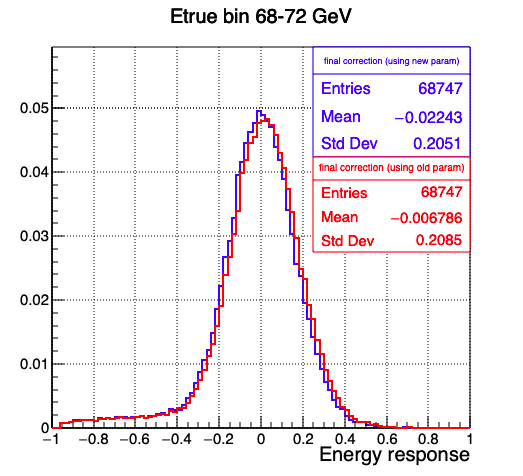 Etrue bin 68-72 GeV
final correction (using new param)
Entries 68747
Mean −0.02243
Std Dev 0.2051
final correction (using old param)
Entries 68747
Mean −0.006786
Std Dev 0.2085
0.05
0.04
0.03
0.02
0.01
0
−1 −0.8 −0.6 −0.4 −0.2 0 0.2 0.4 0.6 0.8 1
Energy response